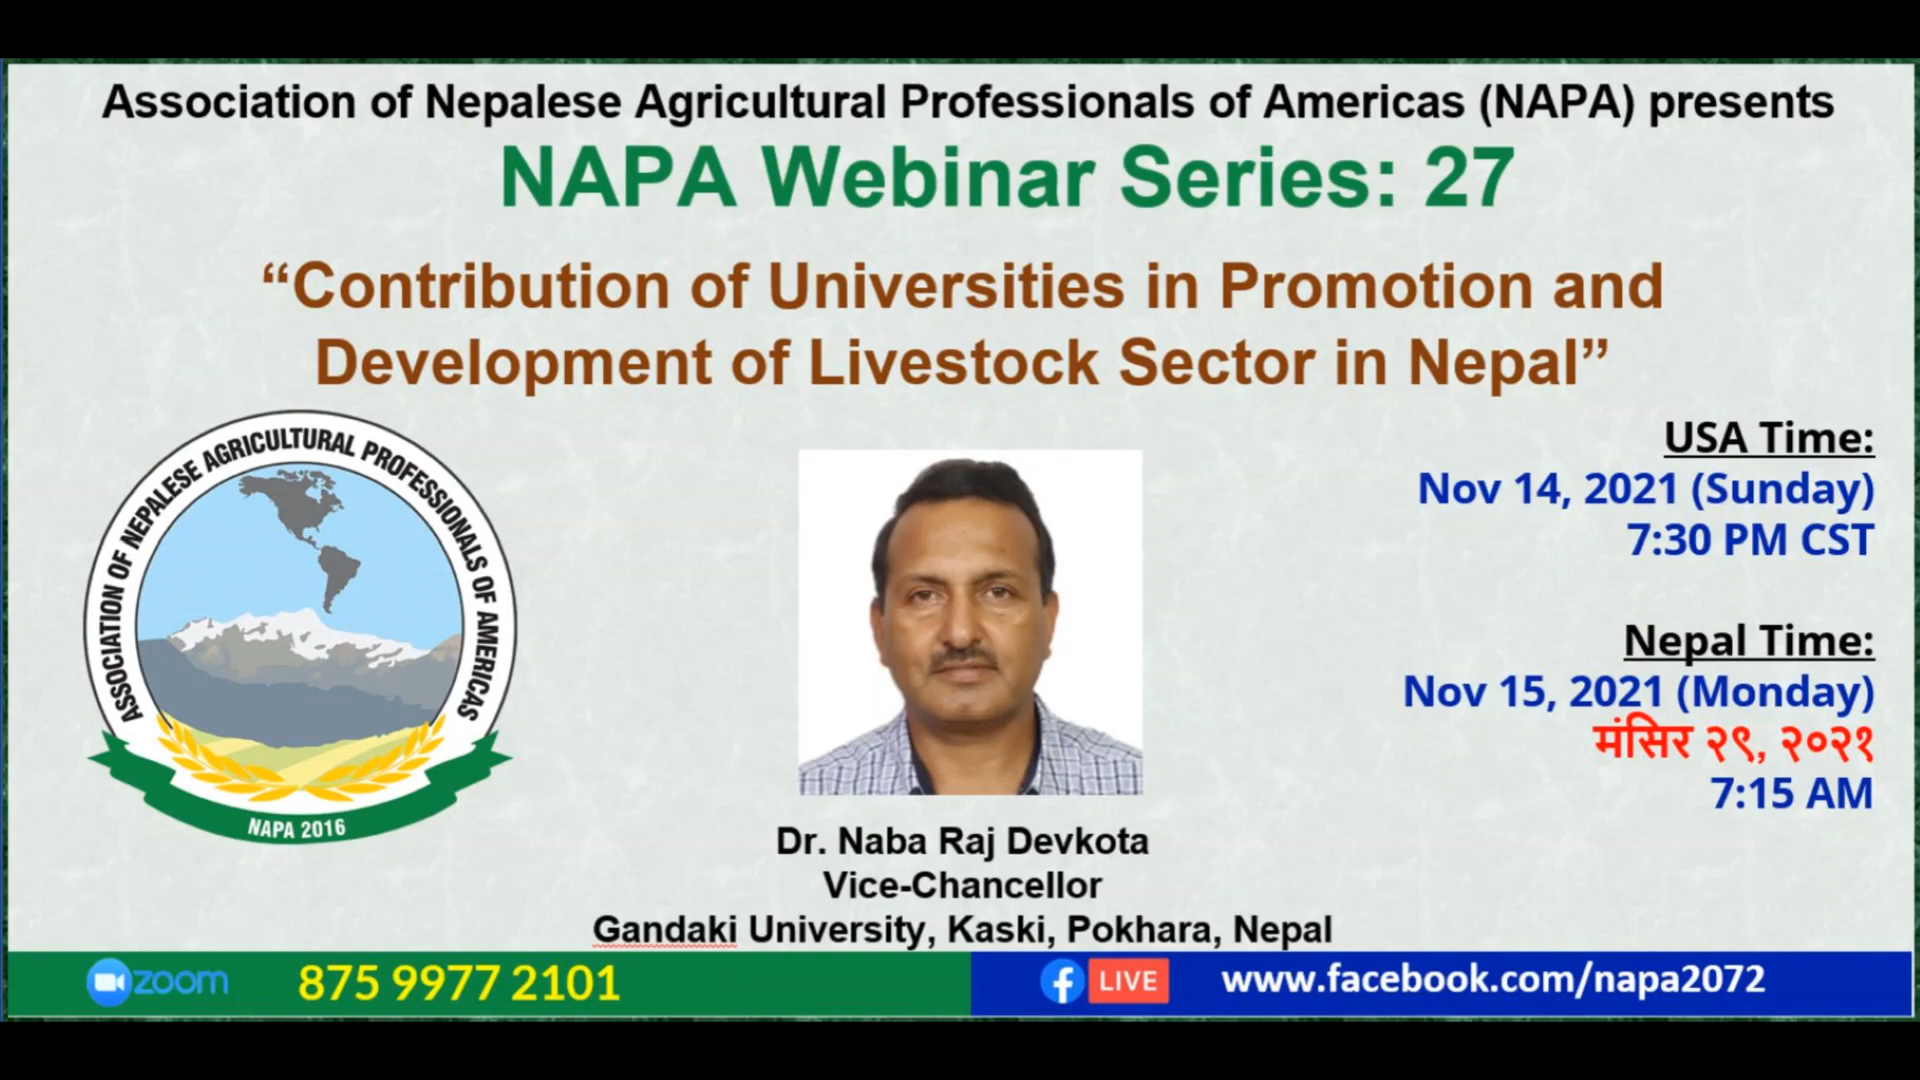 Association of Nepalese Agricultural Professionals of Americas (NAPA) presents
NAPA Webinar Series: 27
“Contribution of Universities in Promotion and
Development of Livestock Sector in Nepal”
ASSOCIATION OF NEPALESE AGRICULTURAL PROFESSIONALS OF AMERICAS
NAPA 2016
USA Time:
Nov 14, 2021 (Sunday)
7:30 PM CST
Nepal Time:
Nov 15, 2021 (Monday)
मंसिर २९, २०२१
7:15 AM
Dr. Naba Raj Devkota
Vice-Chancellor
Gandaki University, Kaski, Pokhara, Nepal
zoom 875 9977 2101
f LIVE www.facebook.com/napa2072